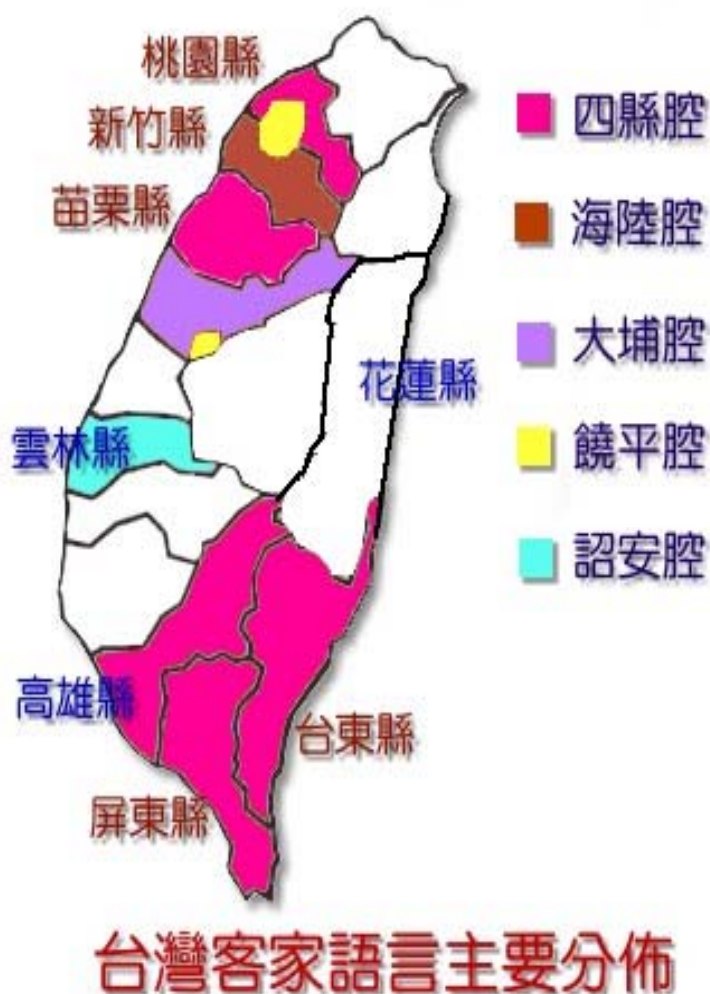 桃園縣
新竹縣
苗栗縣
花蓮縣
雲林縣
高雄縣
台東縣
屏東縣
四縣腔
海陸腔
大埔腔
饒平腔
詔安腔
台灣客家語言主要分佈